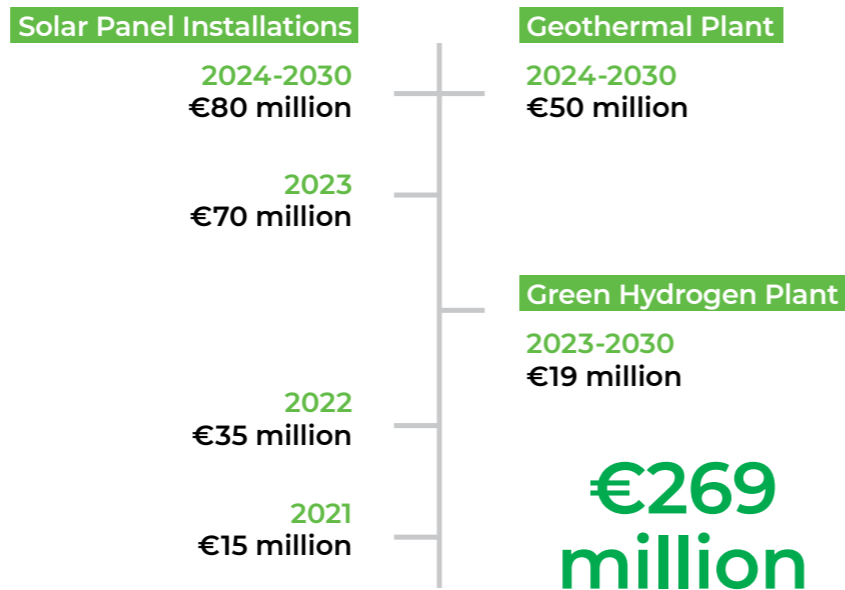 Solar Panel Installations
2024-2030
€80 million
2023
€70 million
2022
€35 million
2021
€15 million
Geothermal Plant
2024-2030
€50 million
Green Hydrogen Plant
2023-2030
€19 million
€269
million